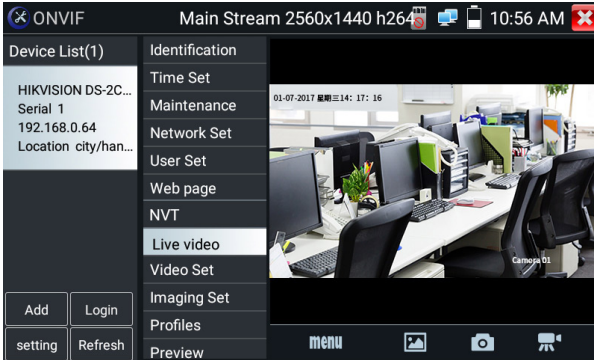 ONVIF
Main Stream 2560x1440 h264
10:56 AM
Device List(1)
HIKVISION DS-2C...
Serial 1
192.168.0.64
Location city/han...
Add
Login
setting
Refresh
Identification
Time Set
Maintenance
Network Set
User Set
Web page
NVT
Live video
Video Set
Imaging Set
Profiles
Preview
01-07-2017 星期三14:17:16
Camera 01
menu